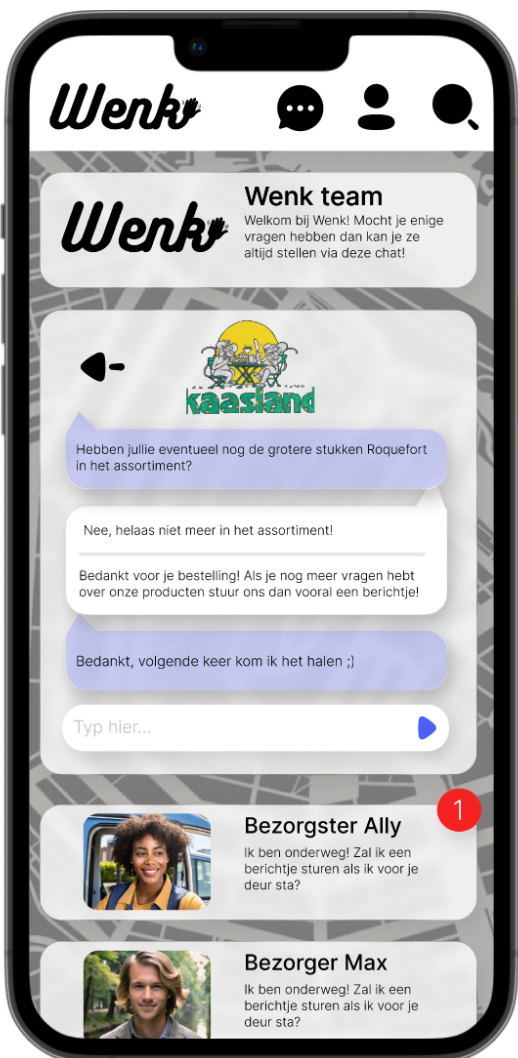 Wenk
Wenk
Wenk team
Welkom bij Wenk! Mocht je enige
vragen hebben dan kan je ze
altijd stellen via deze chat!
kaasland
Hebben jullie eventueel nog de grotere stukken Roquefort
in het assortiment?
Nee, helaas niet meer in het assortiment!
Bedankt voor je bestelling! Als je nog meer vragen hebt
over onze producten stuur ons dan vooral een berichtje!
Bedankt, volgende keer kom ik het halen ;)
Typ hier...
1
Bezorgster Ally
Ik ben onderweg! Zal ik een
berichtje sturen als ik voor je
deur sta?
Bezorger Max
Ik ben onderweg! Zal ik een
berichtje sturen als ik voor je
deur sta?